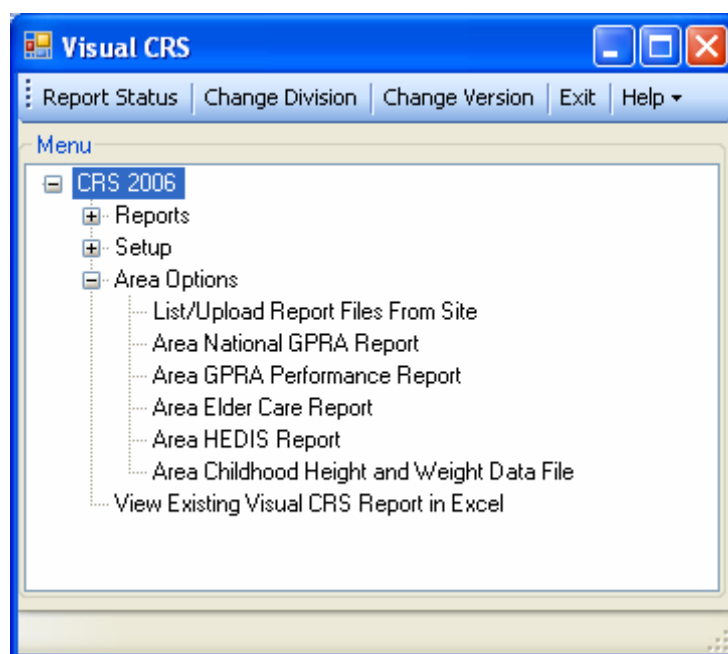 Visual CRS
Report Status Change Division Change Version Exit Help
Menu
CRS 2006
Reports
Setup
Area Options
List/Upload Report Files From Site
Area National GPRA Report
Area GPRA Performance Report
Area Elder Care Report
Area HEDIS Report
Area Childhood Height and Weight Data File
View Existing Visual CRS Report in Excel